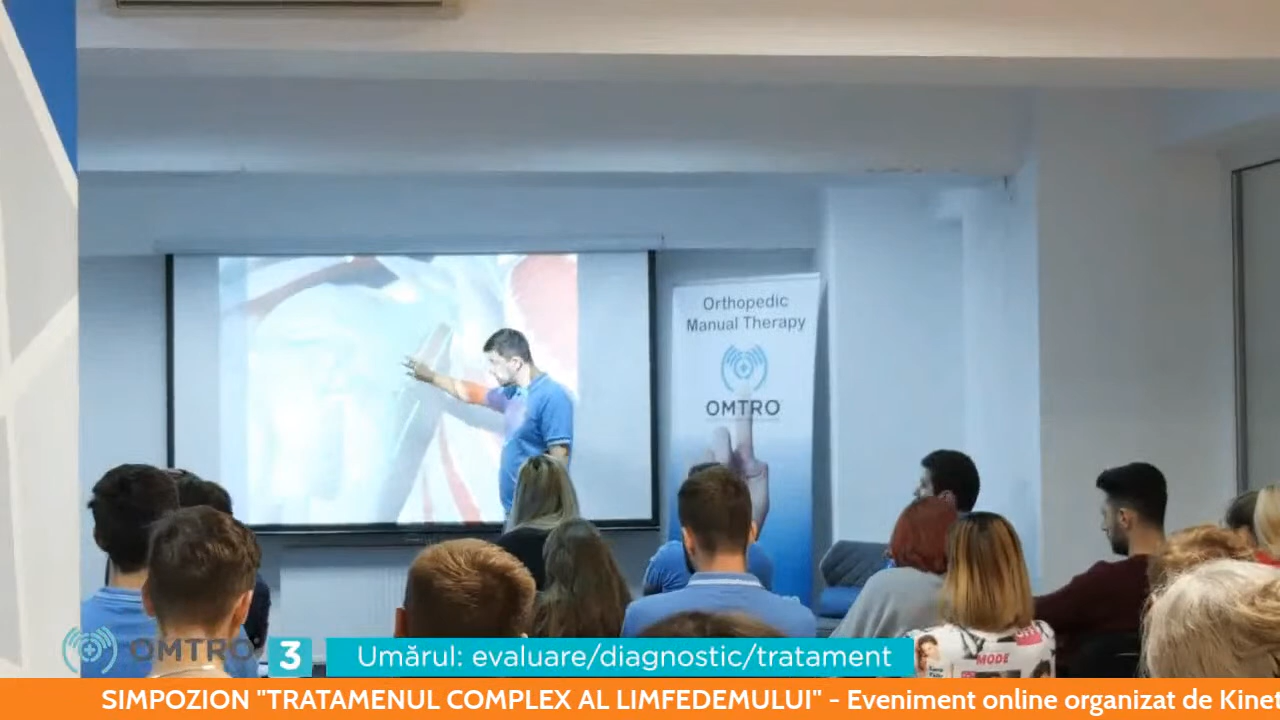 Orthopedic
Manual Therapy
OMTRO
OMTRO
3
Umărul: evaluare/diagnostic/tratament
MODE
SIMPOZION "TRATAMENUL COMPLEX AL LIMFEDEMULUI" - Eveniment online organizat de Kinet